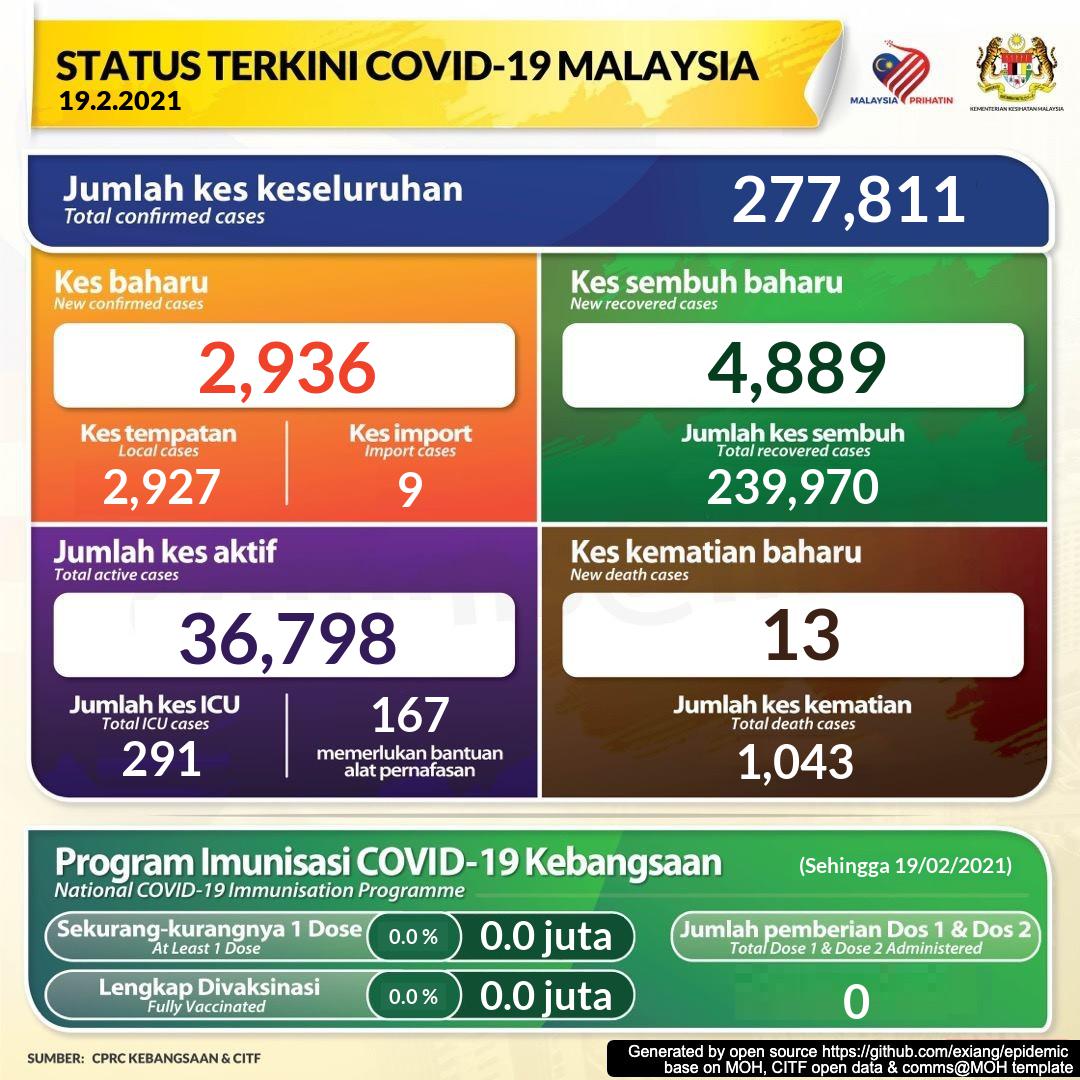 STATUS TERKINI COVID-19 MALAYSIA
19.2.2021
MALAYSIA PRIHATIN
KEMENTERIAN KESIHATAN MALAYSIA
Jumlah kes keseluruhan
Total confirmed cases
277,811
Kes baharu
New confirmed cases
2,936
Kes tempatan
Local cases
2,927
Kes import
Import cases
9
Kes sembuh baharu
New recovered cases
4,889
Jumlah kes sembuh
Total recovered cases
239,970
Jumlah kes aktif
Total active cases
36,798
Jumlah kes ICU
Total ICU cases
291
167
memerlukan bantuan
alat pernafasan
Kes kematian baharu
New death cases
13
Jumlah kes kematian
Total death cases
1,043
Program Imunisasi COVID-19 Kebangsaan
National COVID-19 Immunisation Programme
(Sehingga 19/02/2021)
Sekurang-kurangnya 1 Dose
At Least 1 Dose
0.0 %
0.0 juta
Lengkap Divaksinasi
Fully Vaccinated
0.0 %
0.0 juta
Jumlah pemberian Dos 1 & Dos 2
Total Dose 1 & Dose 2 Administered
0
SUMBER: CPRC KEBANGSAAN & CITF
Generated by open source https://github.com/exiang/epidemic
base on MOH, CITF open data & comms@MOH template